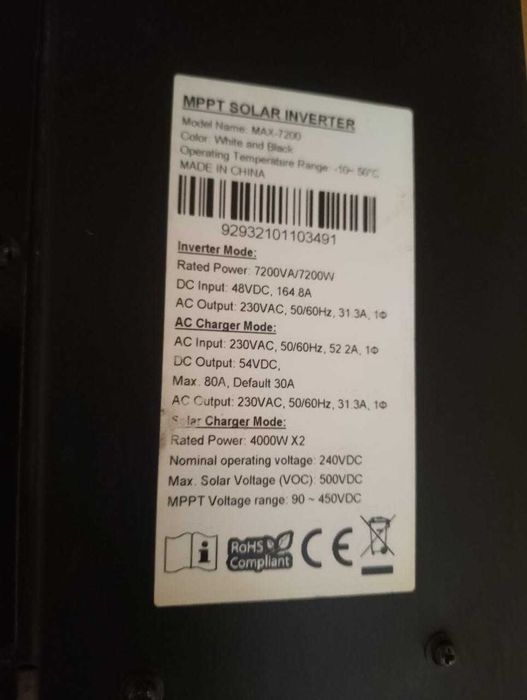 MPPT SOLAR INVERTER
Model Name: MAX-7200
Color: White and Black
Operating Temperature Range: -10~ 50°C
MADE IN CHINA
92932101103491
Inverter Mode:
Rated Power: 7200VA/7200W
DC Input: 48VDC, 164.8A
AC Output: 230VAC, 50/60Hz, 31.3A, 1Φ
AC Charger Mode:
AC Input: 230VAC, 50/60Hz, 52.2A, 1Φ
DC Output: 54VDC,
Max. 80A, Default 30A
AC Output: 230VAC, 50/60Hz, 31.3A, 1Φ
Solar Charger Mode:
Rated Power: 4000W X2
Nominal operating voltage: 240VDC
Max. Solar Voltage (VOC): 500VDC
MPPT Voltage range: 90 ~ 450VDC
i
RoHS
Compliant
CE